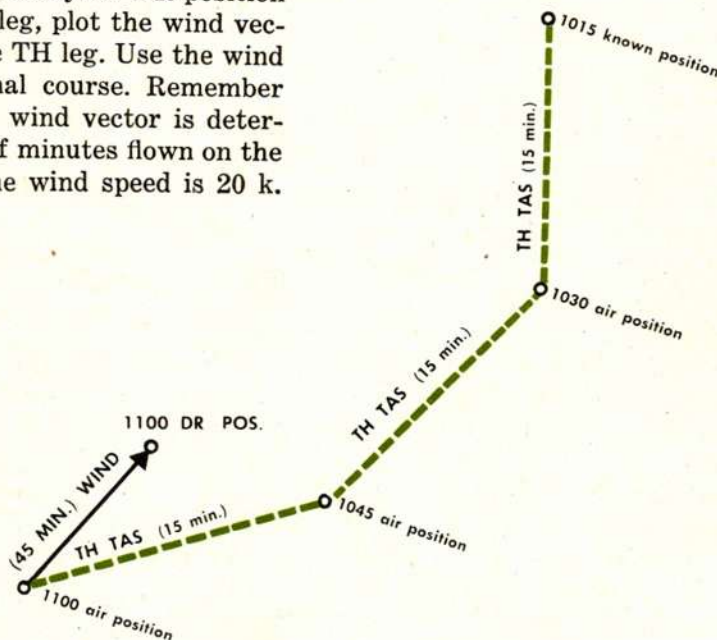 leg, plot the wind vec-
TH leg. Use the wind
nal course. Remember
wind vector is deter-
f minutes flown on the
e wind speed is 20 k.
1015 known position
TH TAS (15 min.)
1030 air position
TH TAS (15 min.)
1045 air position
TH TAS (15 min.)
1100 air position
(45 MIN.) WIND
1100 DR POS.